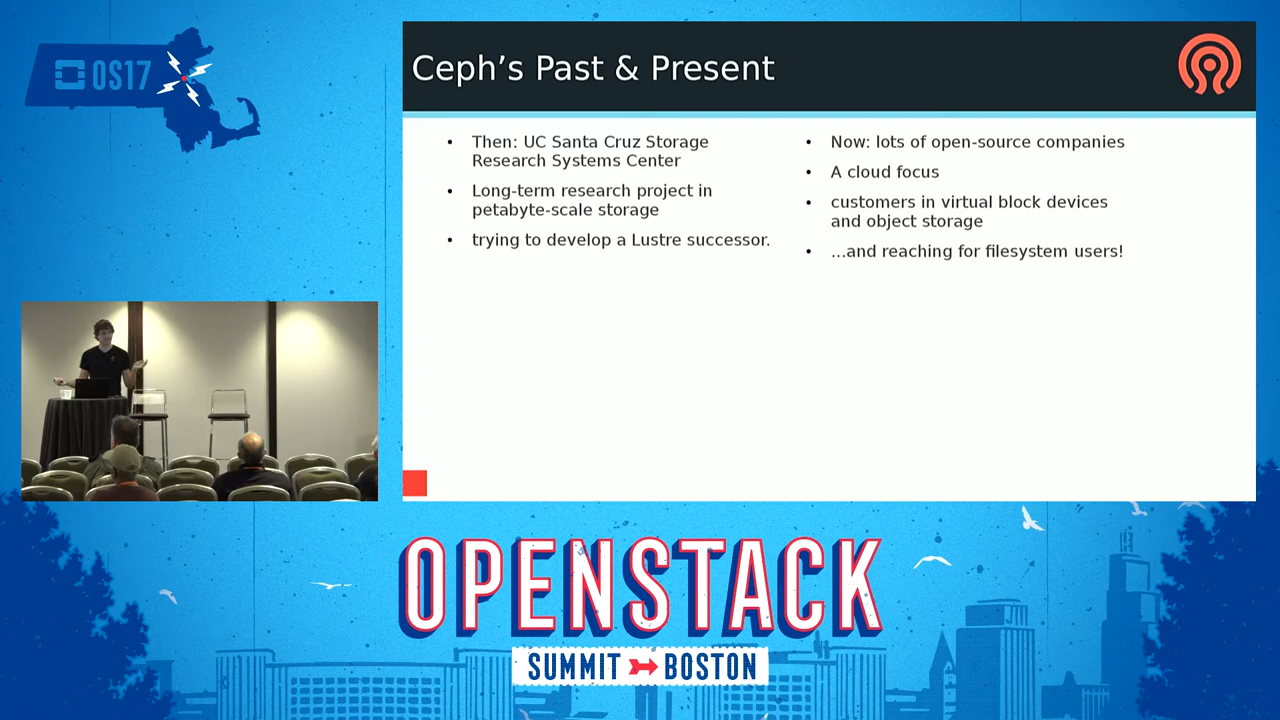 OS17
Ceph’s Past & Present
• Then: UC Santa Cruz Storage
Research Systems Center
• Long-term research project in
petabyte-scale storage
• trying to develop a Lustre successor.
• Now: lots of open-source companies
• A cloud focus
• customers in virtual block devices
and object storage
• ...and reaching for filesystem users!
OPENSTACK
SUMMIT BOSTON